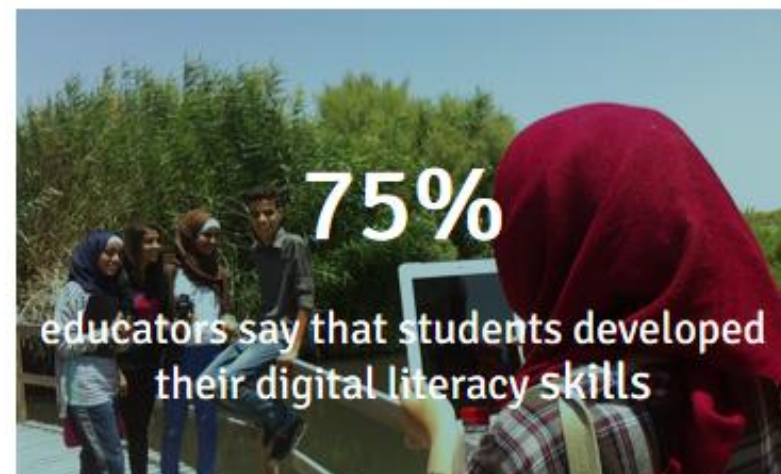 75%
educators say that students developed
their digital literacy skills